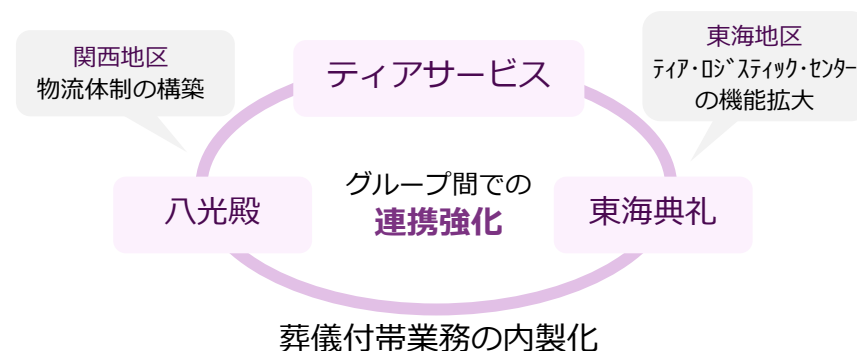 関西地区
物流体制の構築
ティアサービス
東海地区
ﾃｨｱ・ﾛｼﾞｽﾃｨｯｸ・ｾﾝﾀｰ
の機能拡大
八光殿
グループ間での
連携強化
東海典礼
葬儀付帯業務の内製化